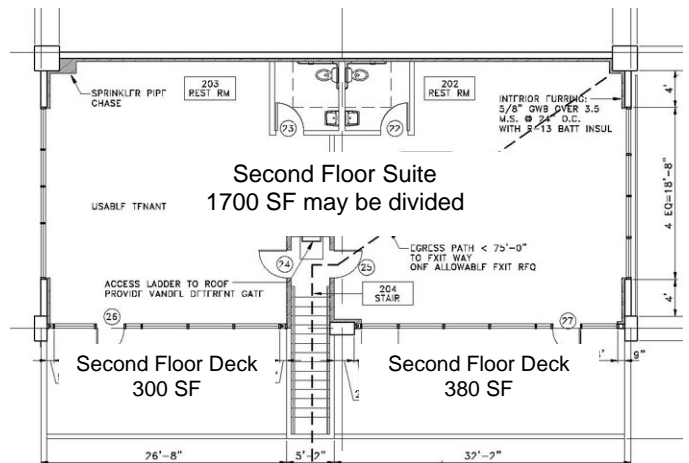 203
REST RM
202
REST RM
SPRINKLER PIPE
CHASE
INTERIOR FURRING:
5/8" GWB OVER 3.5
M.S. @ 24" O.C.
WITH R-13 BATT INSUL
4'
23
22
Second Floor Suite
1700 SF may be divided
4 EQ=18'-8"
USABLE TENANT
24
25
EGRESS PATH < 75'-0"
TO EXIT WAY
ONE ALLOWABLE EXIT REQ
ACCESS LADDER TO ROOF
PROVIDE VANDEL DETERENT GATE
204
STAIR
4'
26
27
Second Floor Deck
300 SF
Second Floor Deck
380 SF
9"
26'-8"
5'-2"
32'-2"